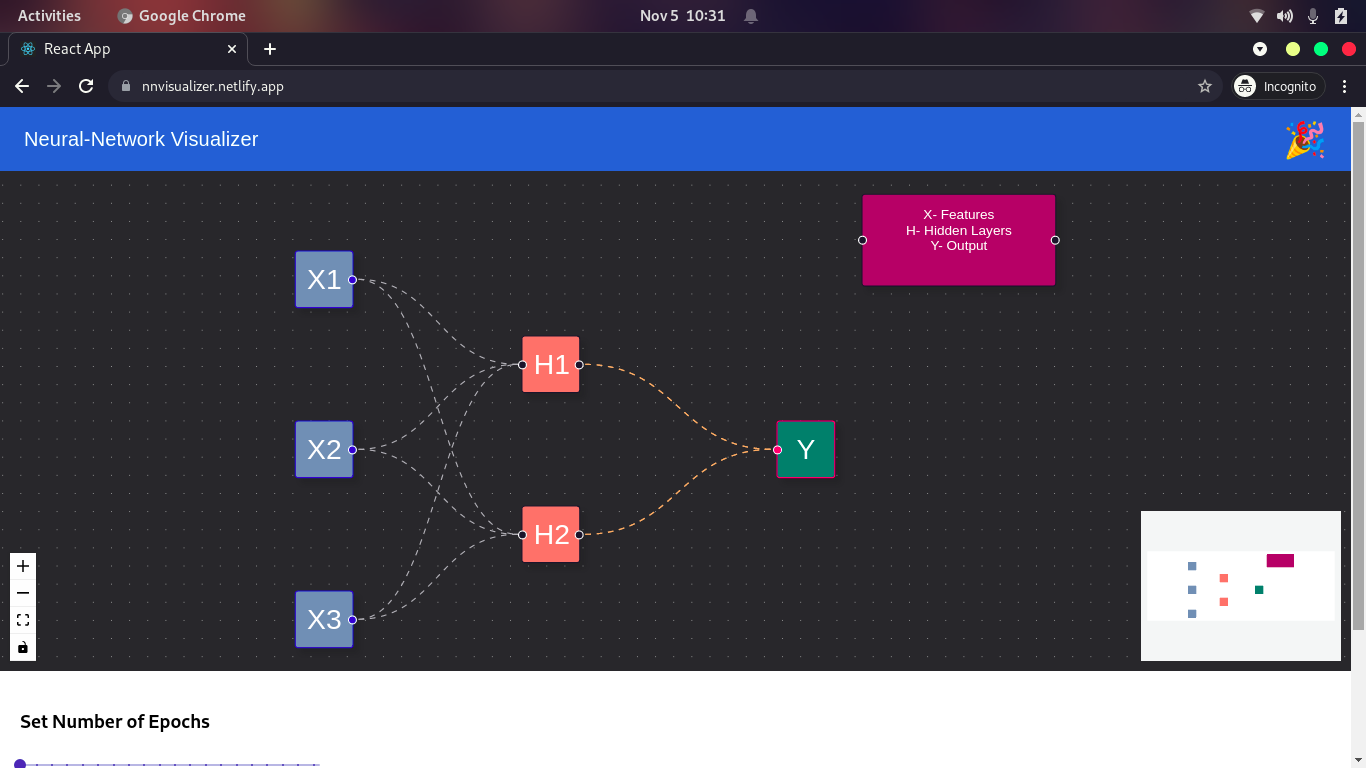 Activities
Google Chrome
Nov 5 10:31
React App
nnvisualizer.netlify.app
Incognito
Neural-Network Visualizer
X- Features
H- Hidden Layers
Y- Output
X1
H1
X2
Y
H2
X3
Set Number of Epochs